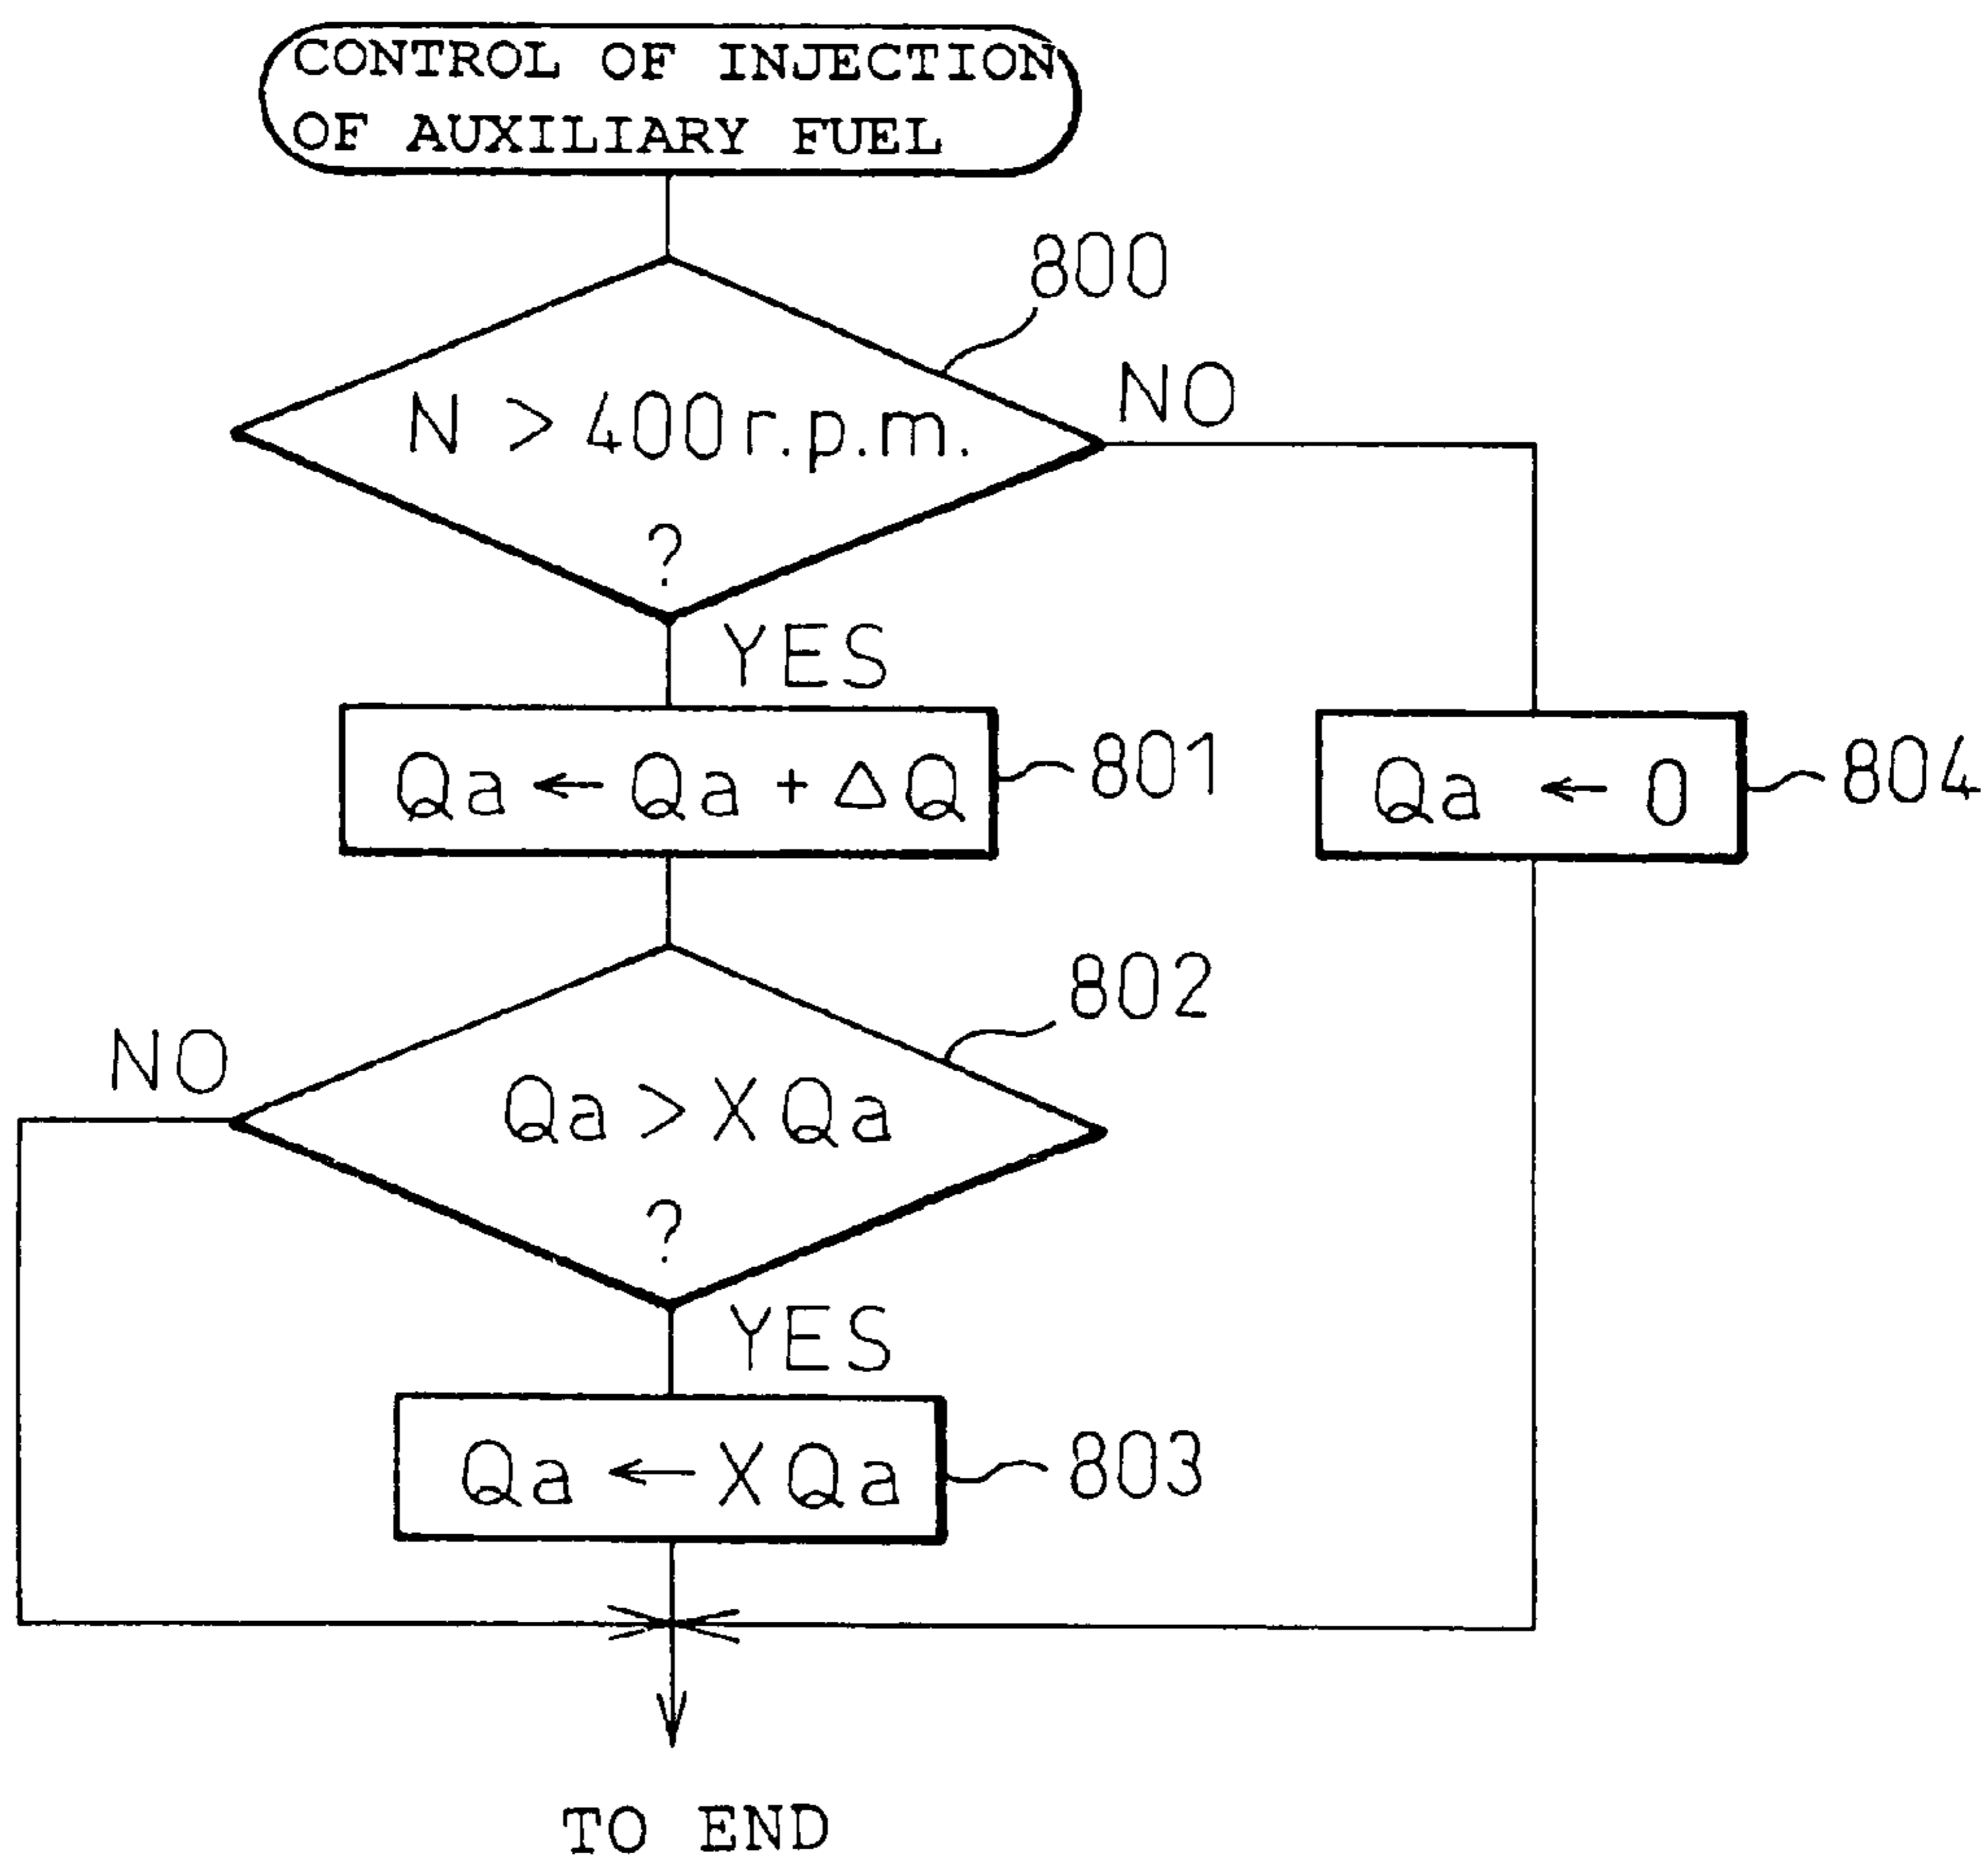 CONTROL OF INJECTION
OF AUXILIARY FUEL
800
N > 400r.p.m.
?
NO
YES
Qa ← Qa + ΔQ
801
Qa ← 0
804
802
NO
Qa > XQa
?
YES
Qa ← XQa
803
TO END